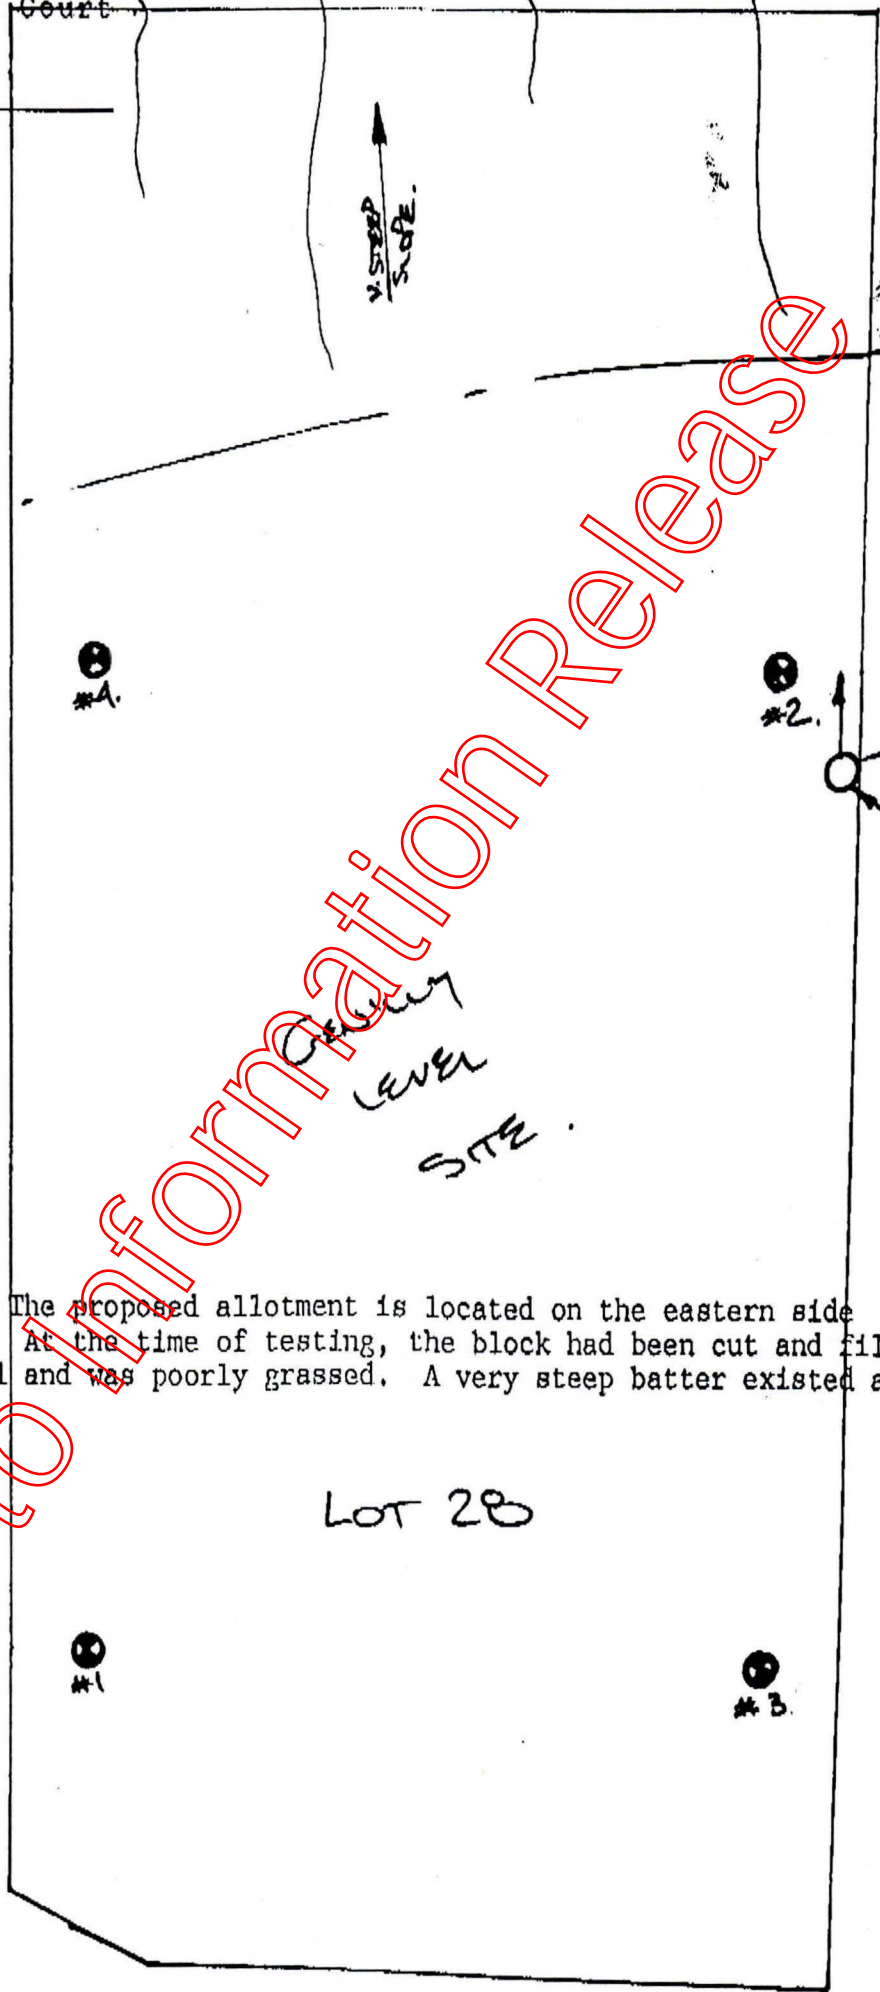 Court
V. STEEP
SLOPE.
#4.
#2.
GENERALLY
LEVEL
SITE.
The proposed allotment is located on the eastern side
At the time of testing, the block had been cut and fil
l and was poorly grassed. A very steep batter existed a
LOT 28
#1
#3.
to Information Release